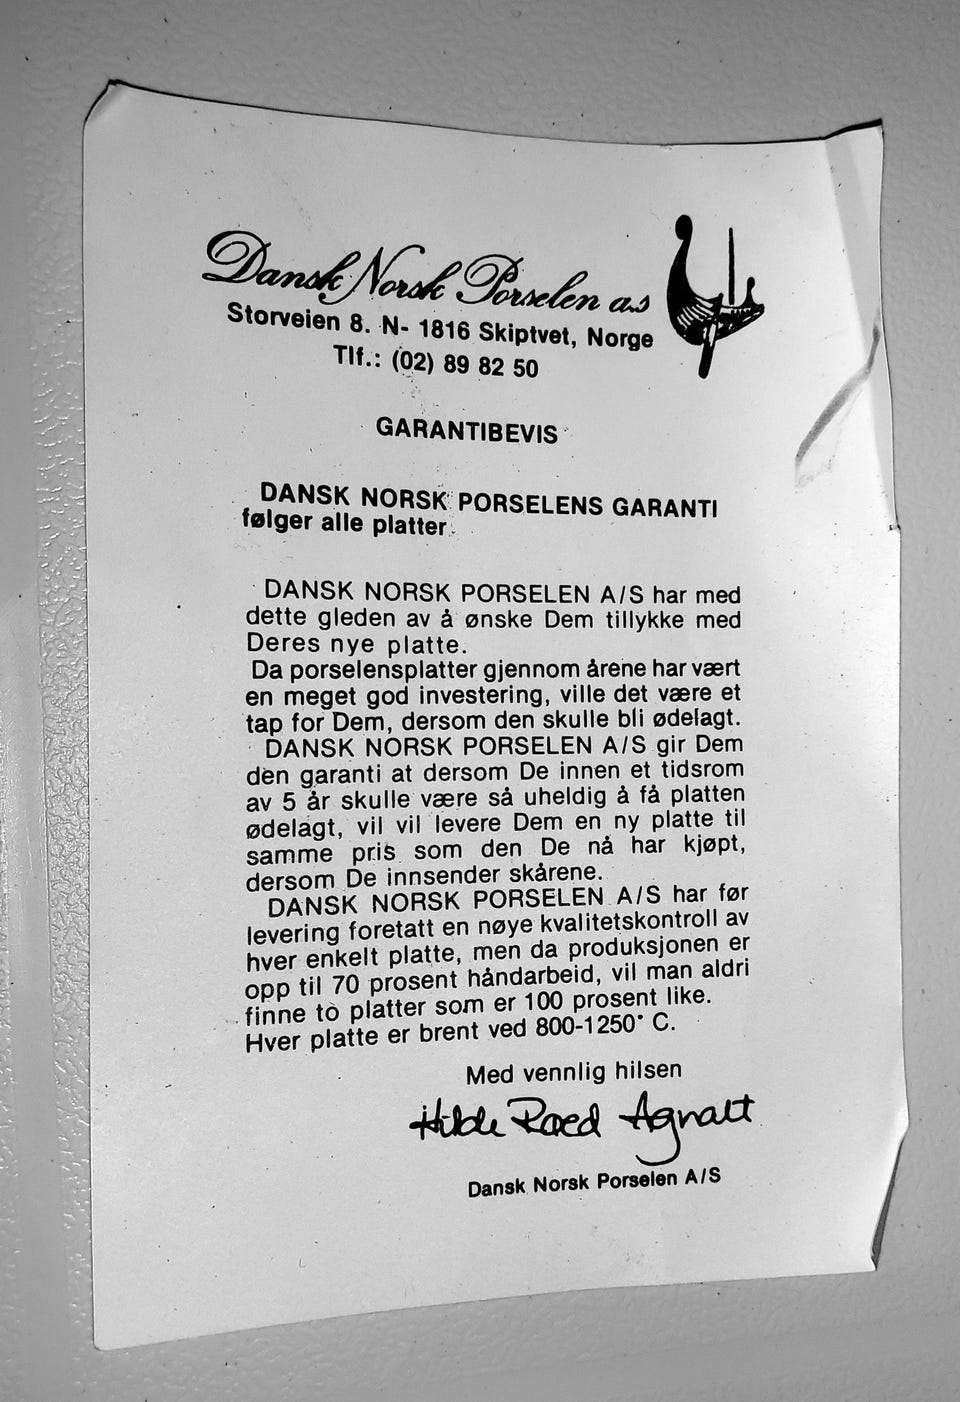 Dansk Norsk Porselen a.s
Storveien 8. N- 1816 Skiptvet, Norge
Tlf.: (02) 89 82 50
GARANTIBEVIS
DANSK NORSK PORSELENS GARANTI
følger alle platter.
DANSK NORSK PORSELEN A/S har med
dette gleden av å ønske Dem tillykke med
Deres nye platte.
Da porselensplatter gjennom årene har vært
en meget god investering, ville det være et
tap for Dem, dersom den skulle bli ødelagt.
DANSK NORSK PORSELEN A/S gir Dem
den garanti at dersom De innen et tidsrom
av 5 år skulle være så uheldig å få platten
ødelagt, vil vil levere Dem en ny platte til
samme pris som den De nå har kjøpt,
dersom De innsender skårene.
DANSK NORSK PORSELEN A/S har før
levering foretatt en nøye kvalitetskontroll av
hver enkelt platte, men da produksjonen er
opp til 70 prosent håndarbeid, vil man aldri
finne to platter som er 100 prosent like.
Hver platte er brent ved 800-1250° C.
Med vennlig hilsen
Hilde Roed Agnalt
Dansk Norsk Porselen A/S